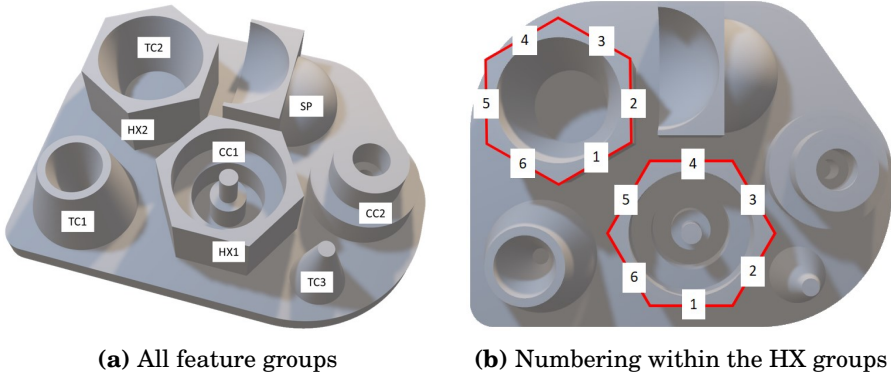 TC2
SP
HX2
CC1
TC1
CC2
HX1
TC3
4
3
5
2
6
1
4
5
3
6
2
1
(a) All feature groups
(b) Numbering within the HX groups